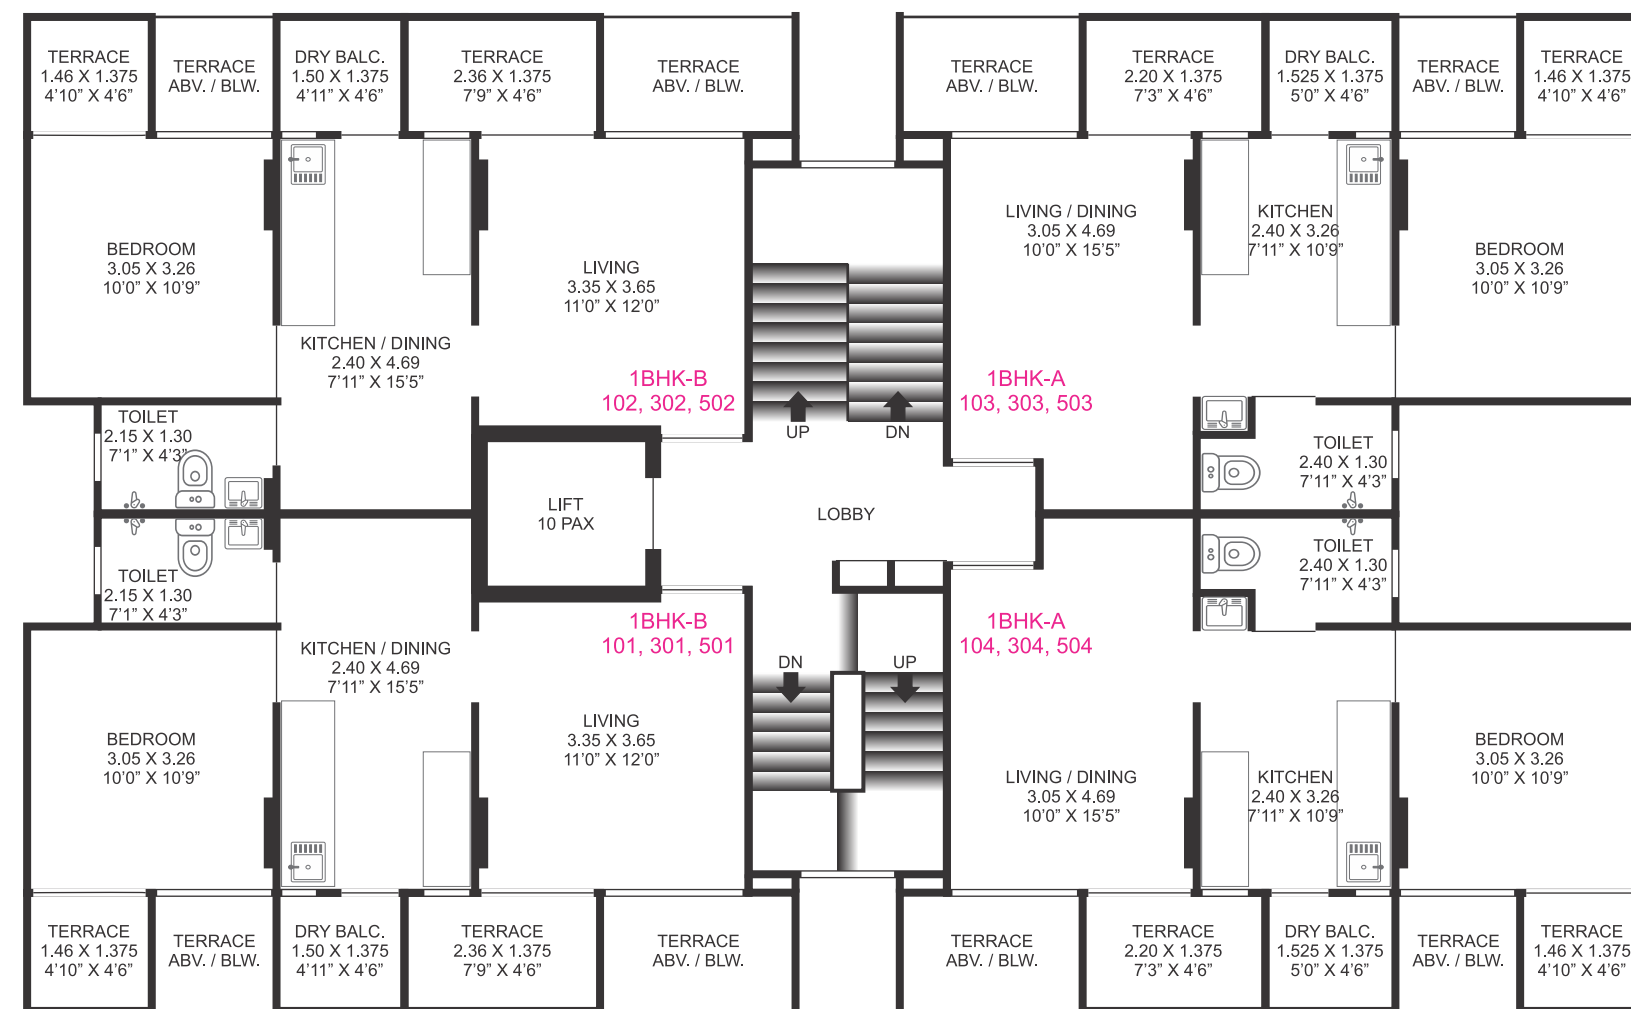 TERRACE
1.46 X 1.375
4'10" X 4'6"
TERRACE
ABV. / BLW.
DRY BALC.
1.50 X 1.375
4'11" X 4'6"
TERRACE
2.36 X 1.375
7'9" X 4'6"
TERRACE
ABV. / BLW.
TERRACE
ABV. / BLW.
TERRACE
2.20 X 1.375
7'3" X 4'6"
DRY BALC.
1.525 X 1.375
5'0" X 4'6"
TERRACE
ABV. / BLW.
TERRACE
1.46 X 1.375
4'10" X 4'6"
BEDROOM
3.05 X 3.26
10'0" X 10'9"
KITCHEN / DINING
2.40 X 4.69
7'11" X 15'5"
LIVING
3.35 X 3.65
11'0" X 12'0"
1BHK-B
102, 302, 502
UP
DN
LIVING / DINING
3.05 X 4.69
10'0" X 15'5"
1BHK-A
103, 303, 503
KITCHEN
2.40 X 3.26
7'11" X 10'9"
BEDROOM
3.05 X 3.26
10'0" X 10'9"
TOILET
2.15 X 1.30
7'1" X 4'3"
LIFT
10 PAX
LOBBY
TOILET
2.40 X 1.30
7'11" X 4'3"
TOILET
2.15 X 1.30
7'1" X 4'3"
TOILET
2.40 X 1.30
7'11" X 4'3"
KITCHEN / DINING
2.40 X 4.69
7'11" X 15'5"
1BHK-B
101, 301, 501
DN
UP
1BHK-A
104, 304, 504
BEDROOM
3.05 X 3.26
10'0" X 10'9"
LIVING
3.35 X 3.65
11'0" X 12'0"
LIVING / DINING
3.05 X 4.69
10'0" X 15'5"
KITCHEN
2.40 X 3.26
7'11" X 10'9"
BEDROOM
3.05 X 3.26
10'0" X 10'9"
TERRACE
1.46 X 1.375
4'10" X 4'6"
TERRACE
ABV. / BLW.
DRY BALC.
1.50 X 1.375
4'11" X 4'6"
TERRACE
2.36 X 1.375
7'9" X 4'6"
TERRACE
ABV. / BLW.
TERRACE
ABV. / BLW.
TERRACE
2.20 X 1.375
7'3" X 4'6"
DRY BALC.
1.525 X 1.375
5'0" X 4'6"
TERRACE
ABV. / BLW.
TERRACE
1.46 X 1.375
4'10" X 4'6"